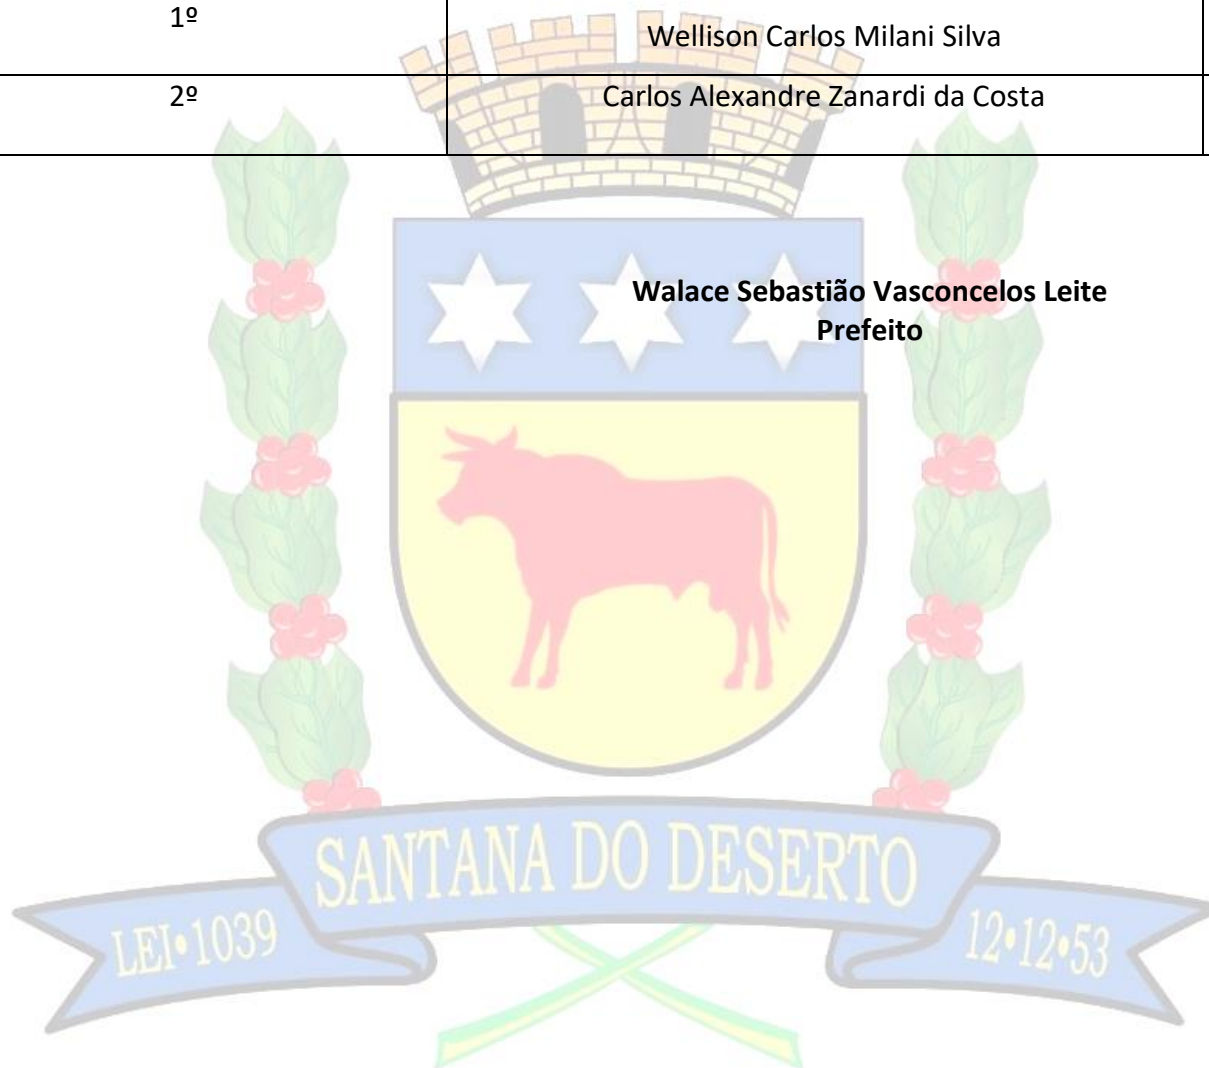 1º Wellison Carlos Milani Silva
2º Carlos Alexandre Zanardi da Costa
Walace Sebastião Vasconcelos Leite
Prefeito
SANTANA DO DESERTO
LEI•1039 12•12•53